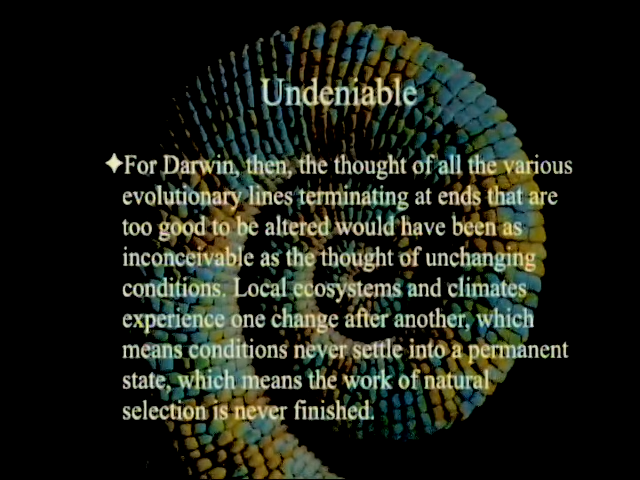 Undeniable
✦For Darwin, then, the thought of all the various
evolutionary lines terminating at ends that are
too good to be altered would have been as
inconceivable as the thought of unchanging
conditions. Local ecosystems and climates
experience one change after another, which
means conditions never settle into a permanent
state, which means the work of natural
selection is never finished.